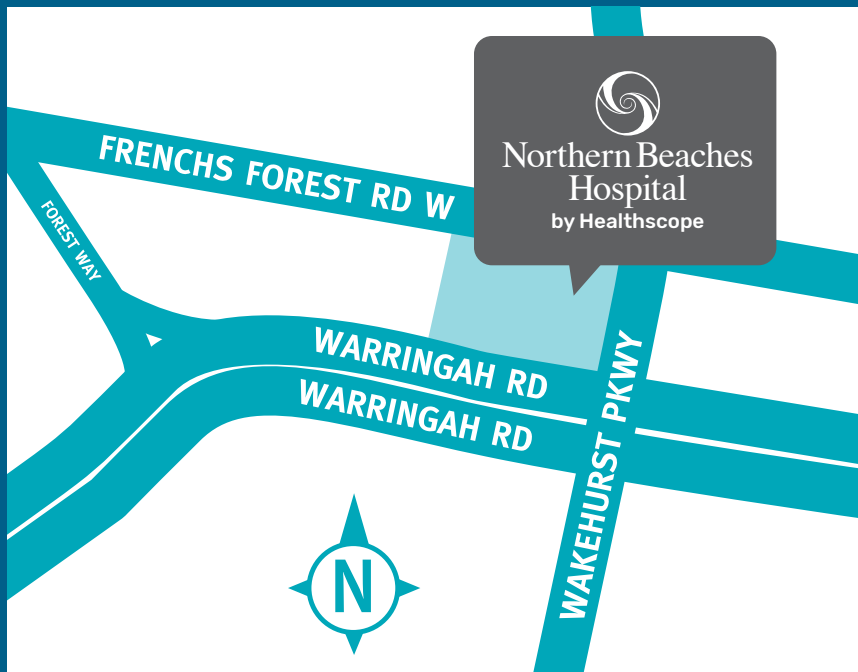 Northern Beaches
Hospital
by Healthscope
FRENCHS FOREST RD W
FOREST WAY
WARRINGAH RD
WARRINGAH RD
WAKEHURST PKWY
N